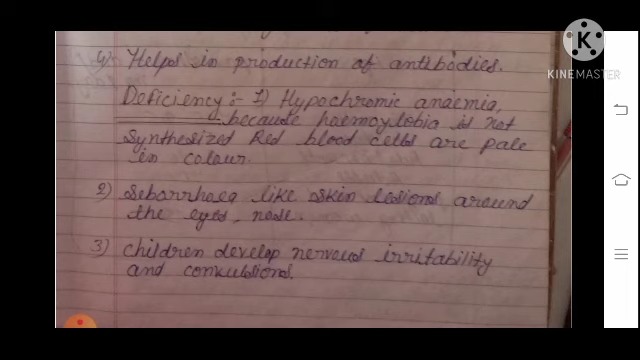 KINEMASTER
4) Helps in production of antibodies.
Deficiency :- 1) Hypochromic anaemia,
because haemoylobia is not
synthesized Red blood cells are pale
in colour.
2) Seborrhoea like skin lesions around
the eyes, nose.
3) children develop nervous irritability
and convulsions.